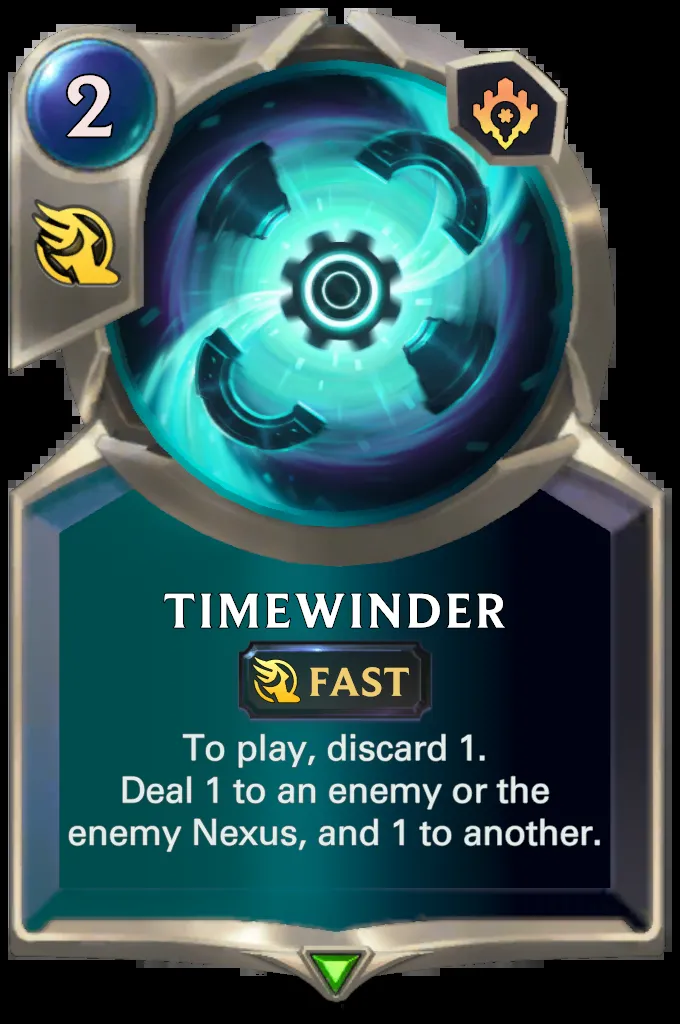 2
TIMEWINDER
FAST
To play, discard 1.
Deal 1 to an enemy or the
enemy Nexus, and 1 to another.